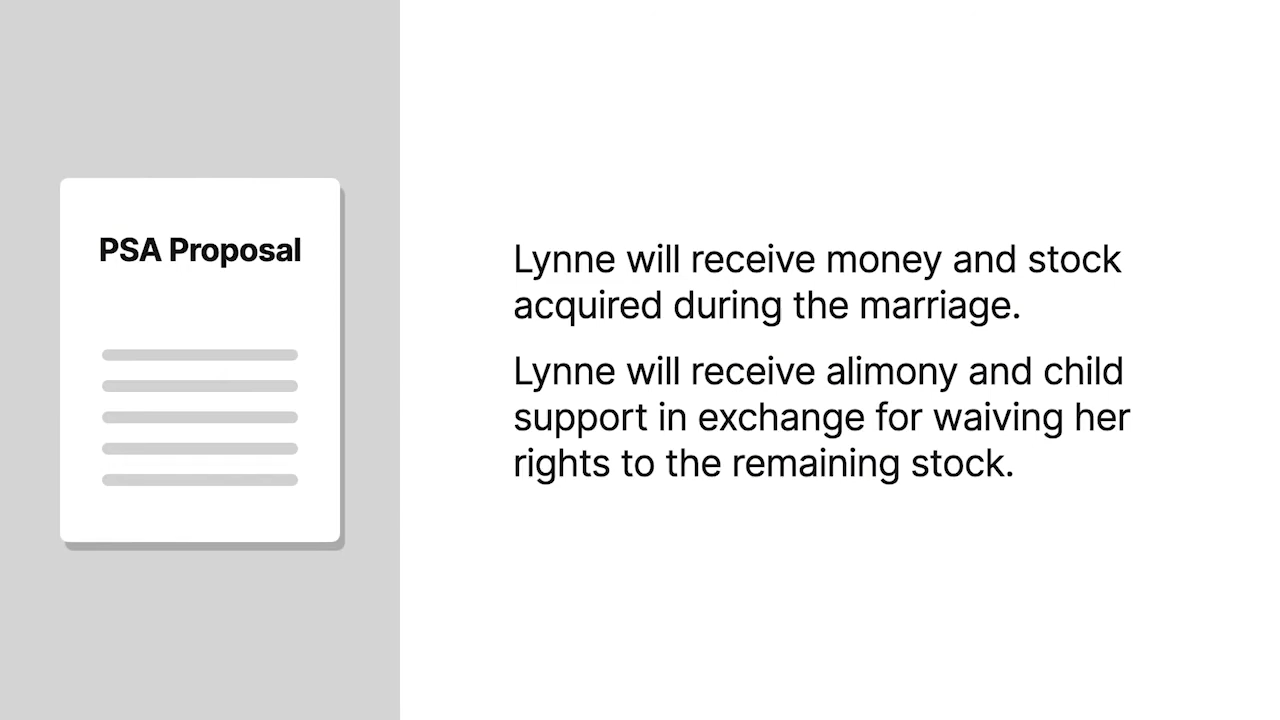 PSA Proposal
Lynne will receive money and stock
acquired during the marriage.
Lynne will receive alimony and child
support in exchange for waiving her
rights to the remaining stock.